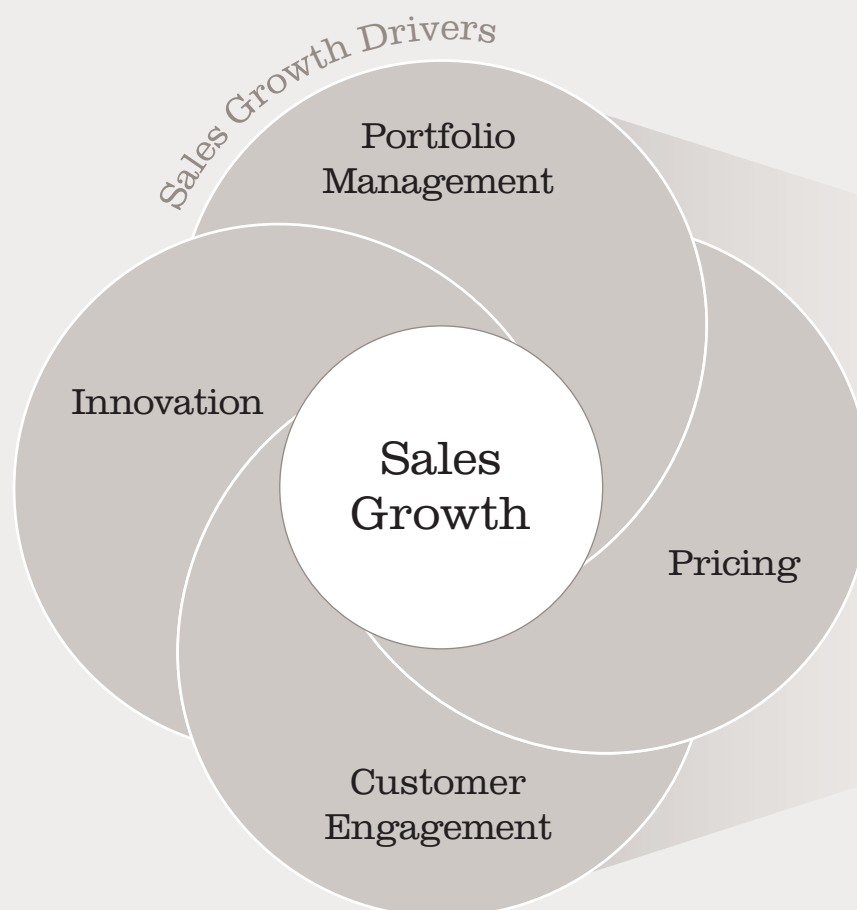 Sales Growth Drivers
Portfolio
Management
Innovation
Sales
Growth
Pricing
Customer
Engagement